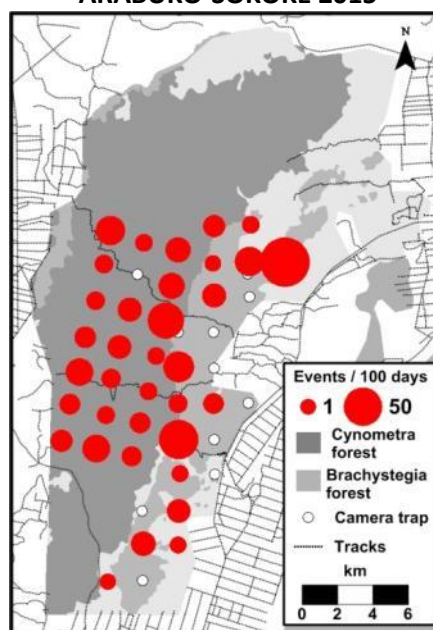 ARABUKO-SOKOKE 2015
N
Events / 100 days
1 50
Cynometra
forest
Brachystegia
forest
Camera trap
Tracks
km
0 2 4 6